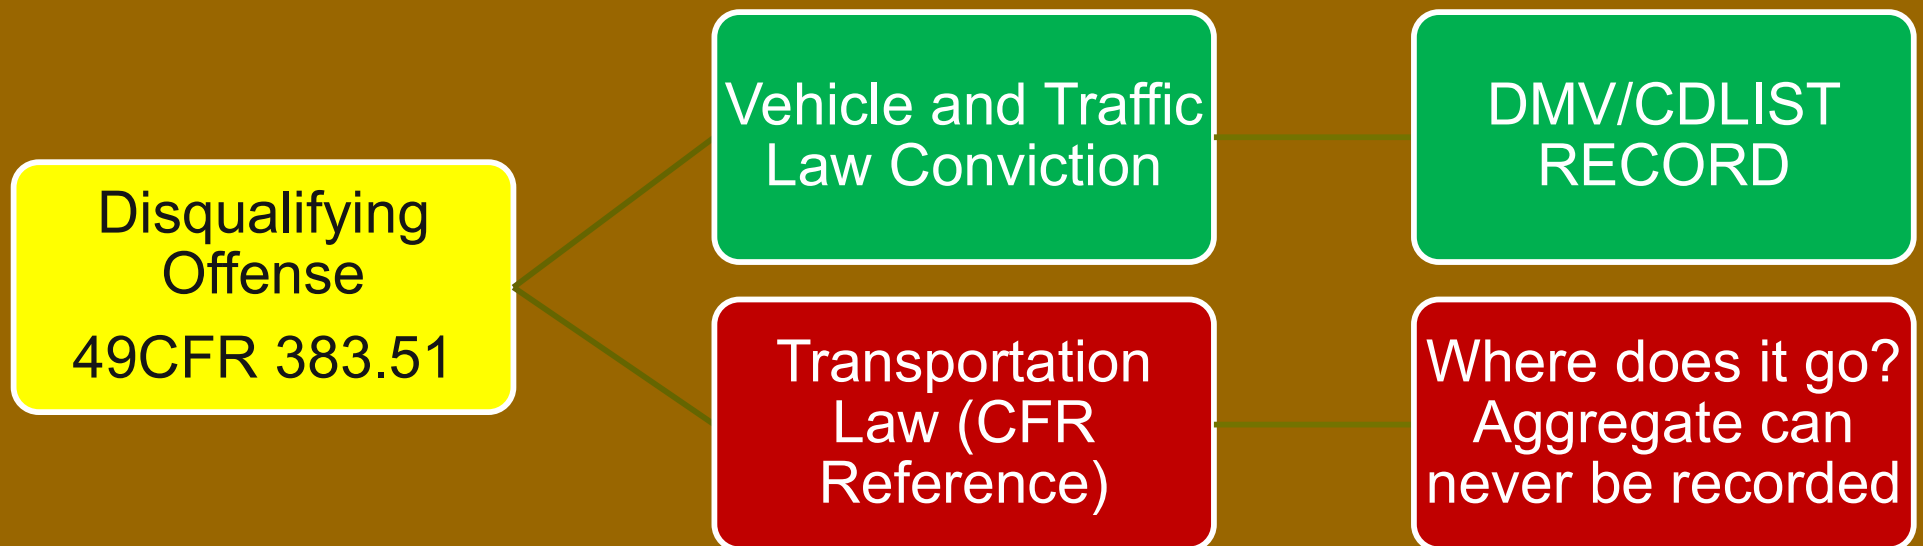 Disqualifying
Offense
49CFR 383.51
Vehicle and Traffic
Law Conviction
DMV/CDLIST
RECORD
Transportation
Law (CFR
Reference)
Where does it go?
Aggregate can
never be recorded